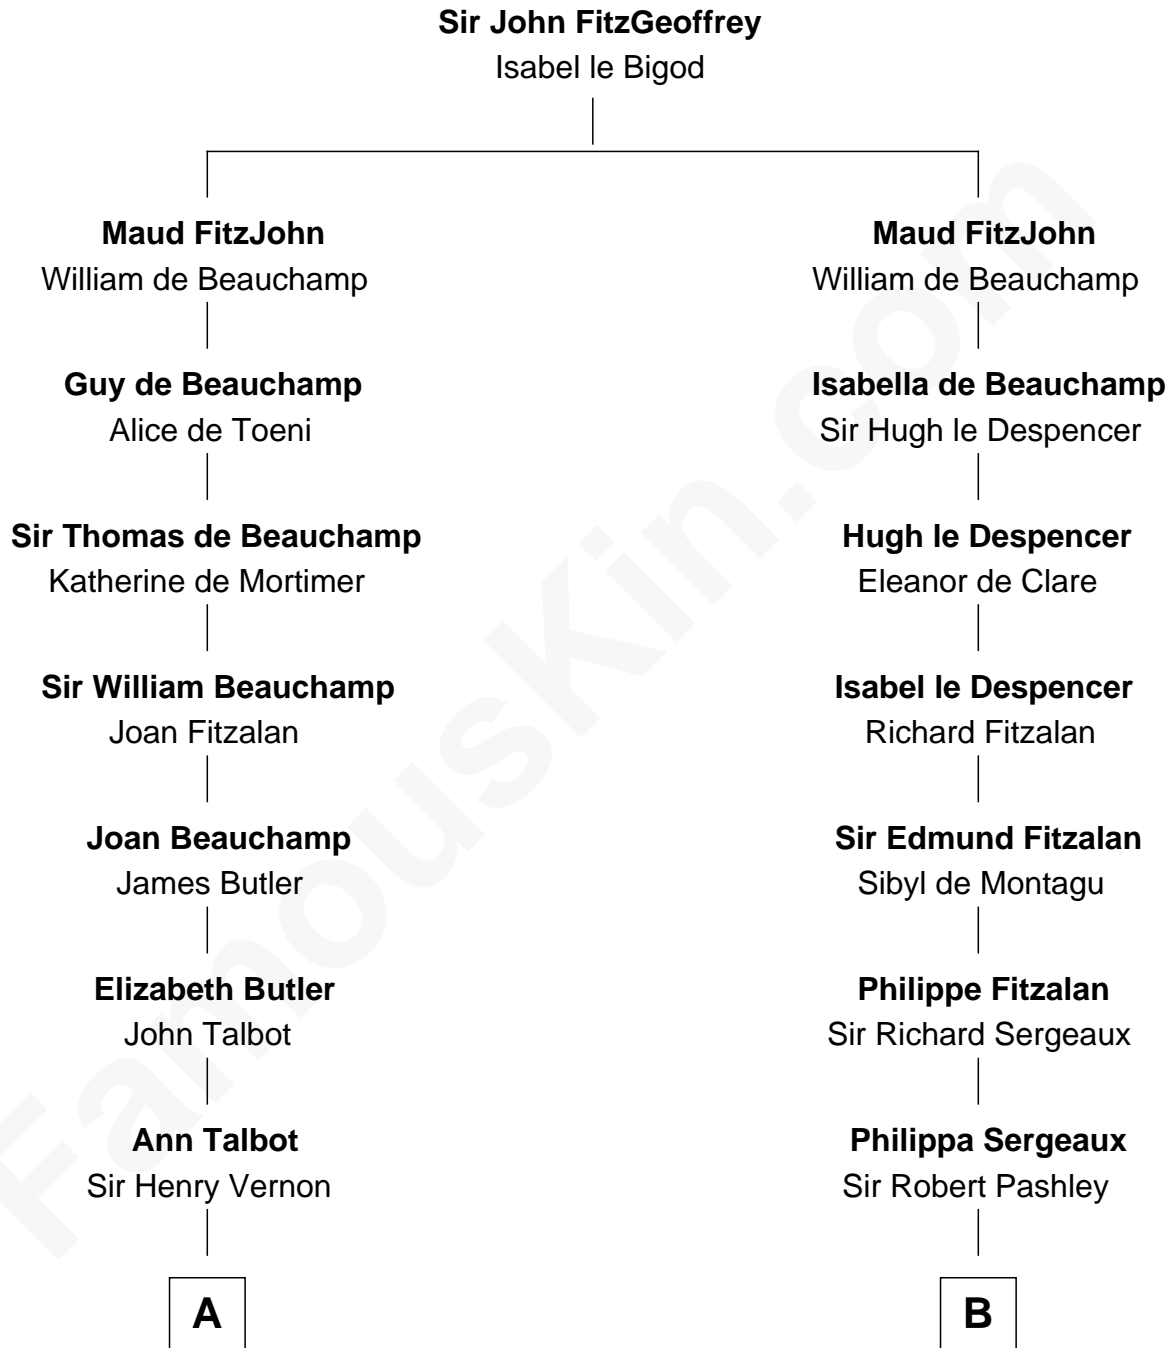 Sir John FitzGeoffrey
Isabel le Bigod
Maud FitzJohn
William de Beauchamp
Guy de Beauchamp
Alice de Toeni
Sir Thomas de Beauchamp
Katherine de Mortimer
Sir William Beauchamp
Joan Fitzalan
Joan Beauchamp
James Butler
Elizabeth Butler
John Talbot
Ann Talbot
Sir Henry Vernon
A
Maud FitzJohn
William de Beauchamp
Isabella de Beauchamp
Sir Hugh le Despencer
Hugh le Despencer
Eleanor de Clare
Isabel le Despencer
Richard Fitzalan
Sir Edmund Fitzalan
Sibyl de Montagu
Philippe Fitzalan
Sir Richard Sergeaux
Philippa Sergeaux
Sir Robert Pashley
B
FamousKin.com